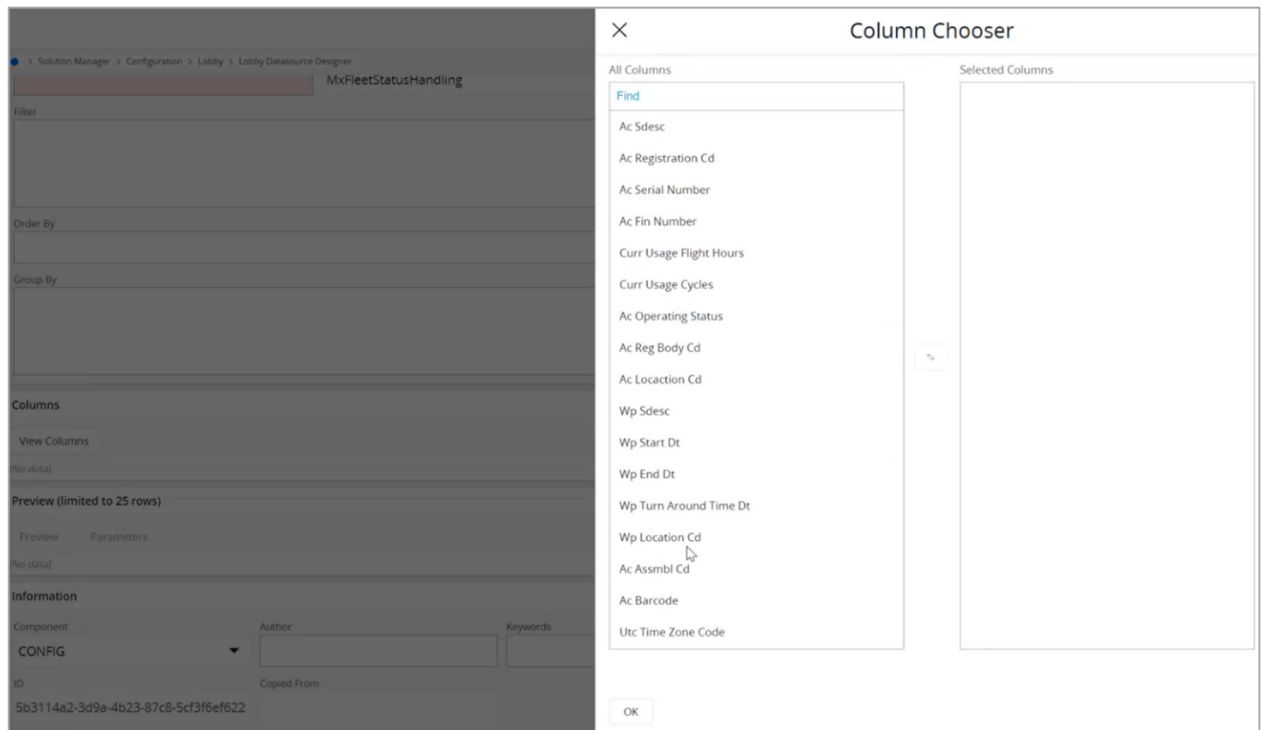 Column Chooser
> Solution Manager > Configuration > Lobby > Lobby Datasource Designer
MxFleetStatusHandling
Filter
Order By
Group By
Columns
View Columns
(No data)
Preview (limited to 25 rows)
Preview Parameters
(No data)
Information
Component Author Keywords
CONFIG
ID Copied From
5b3114a2-3d9a-4b23-87c8-5cf3f6ef622
All Columns
Find
Ac Sdesc
Ac Registration Cd
Ac Serial Number
Ac Fin Number
Curr Usage Flight Hours
Curr Usage Cycles
Ac Operating Status
Ac Reg Body Cd
Ac Locaction Cd
Wp Sdesc
Wp Start Dt
Wp End Dt
Wp Turn Around Time Dt
Wp Location Cd
Ac Assmbl Cd
Ac Barcode
Utc Time Zone Code
Selected Columns
OK